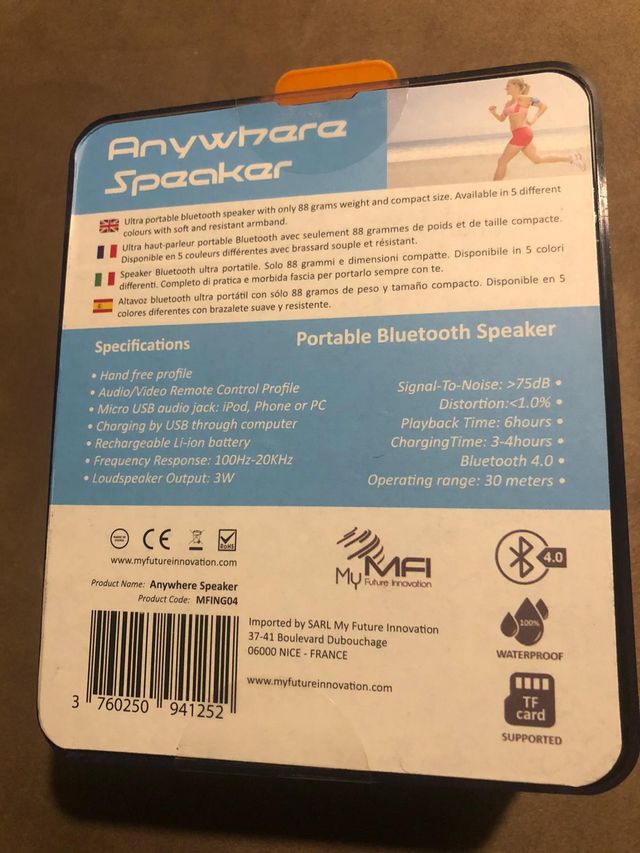 Anywhere
Speaker
Ultra portable bluetooth speaker with only 88 grams weight and compact size. Available in 5 different
colours with soft and resistant armband.
Ultra haut-parleur portable Bluetooth avec seulement 88 grammes de poids et de taille compacte.
Disponible en 5 couleurs différentes avec brassard souple et résistant.
Speaker Bluetooth ultra portatile. Solo 88 grammi e dimensioni compatte. Disponibile in 5 colori
differenti. Completo di pratica e morbida fascia per portarlo sempre con te.
Altavoz bluetooth ultra portátil con sólo 88 gramos de peso y tamaño compacto. Disponible en 5
colores diferentes con brazalete suave y resistente.
Portable Bluetooth Speaker
Specifications
• Hand free profile
• Audio/Video Remote Control Profile
• Micro USB audio jack: iPod, Phone or PC
• Charging by USB through computer
• Rechargeable Li-ion battery
• Frequency Response: 100Hz-20KHz
• Loudspeaker Output: 3W
Signal-To-Noise: >75dB •
Distortion:<1.0% •
Playback Time: 6hours •
ChargingTime: 3-4hours •
Bluetooth 4.0 •
Operating range: 30 meters •
CE
RoHS
www.myfutureinnovation.com
Product Name: Anywhere Speaker
Product Code: MFING04
3 760250 941252
My MFI
Future Innovation
Imported by SARL My Future Innovation
37-41 Boulevard Dubouchage
06000 NICE - FRANCE
www.myfutureinnovation.com
4.0
100%
WATERPROOF
TF
card
SUPPORTED